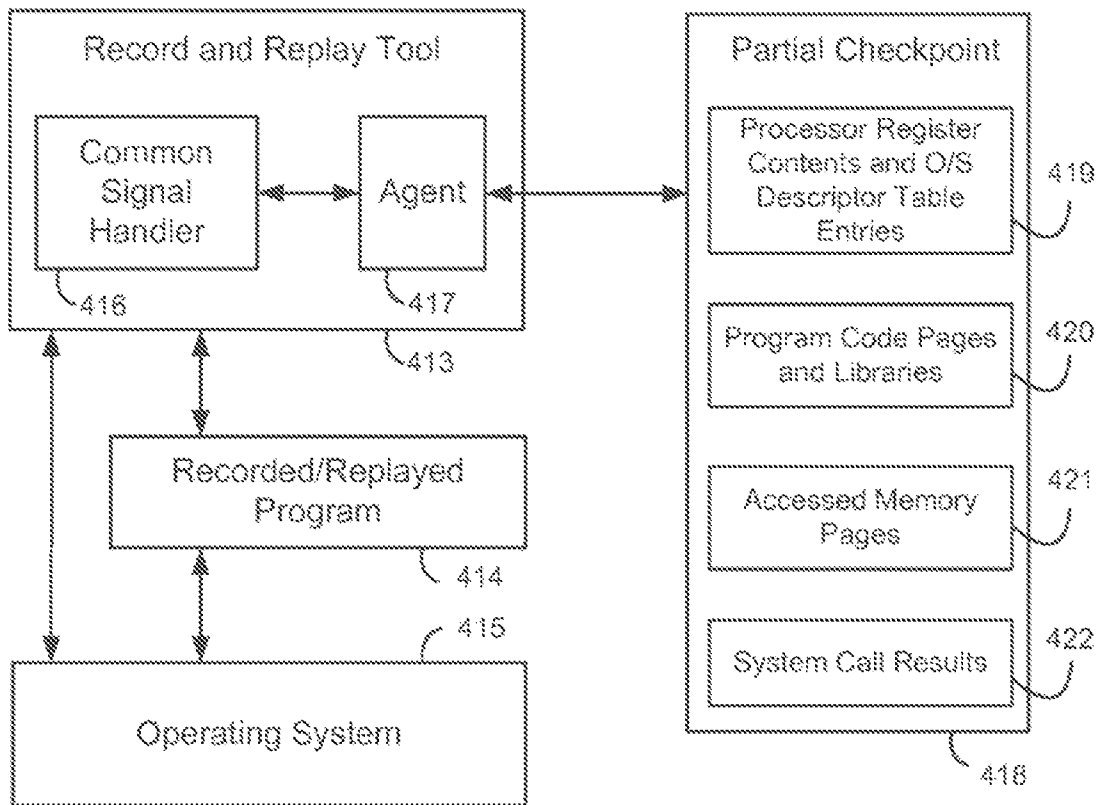 Record and Replay Tool
Common
Signal
Handler
Agent
416
417
413
Recorded/Replayed
Program
414
415
Operating System
Partial Checkpoint
Processor Register
Contents and O/S
Descriptor Table
Entries
419
Program Code Pages
and Libraries
420
Accessed Memory
Pages
421
System Call Results
422
418